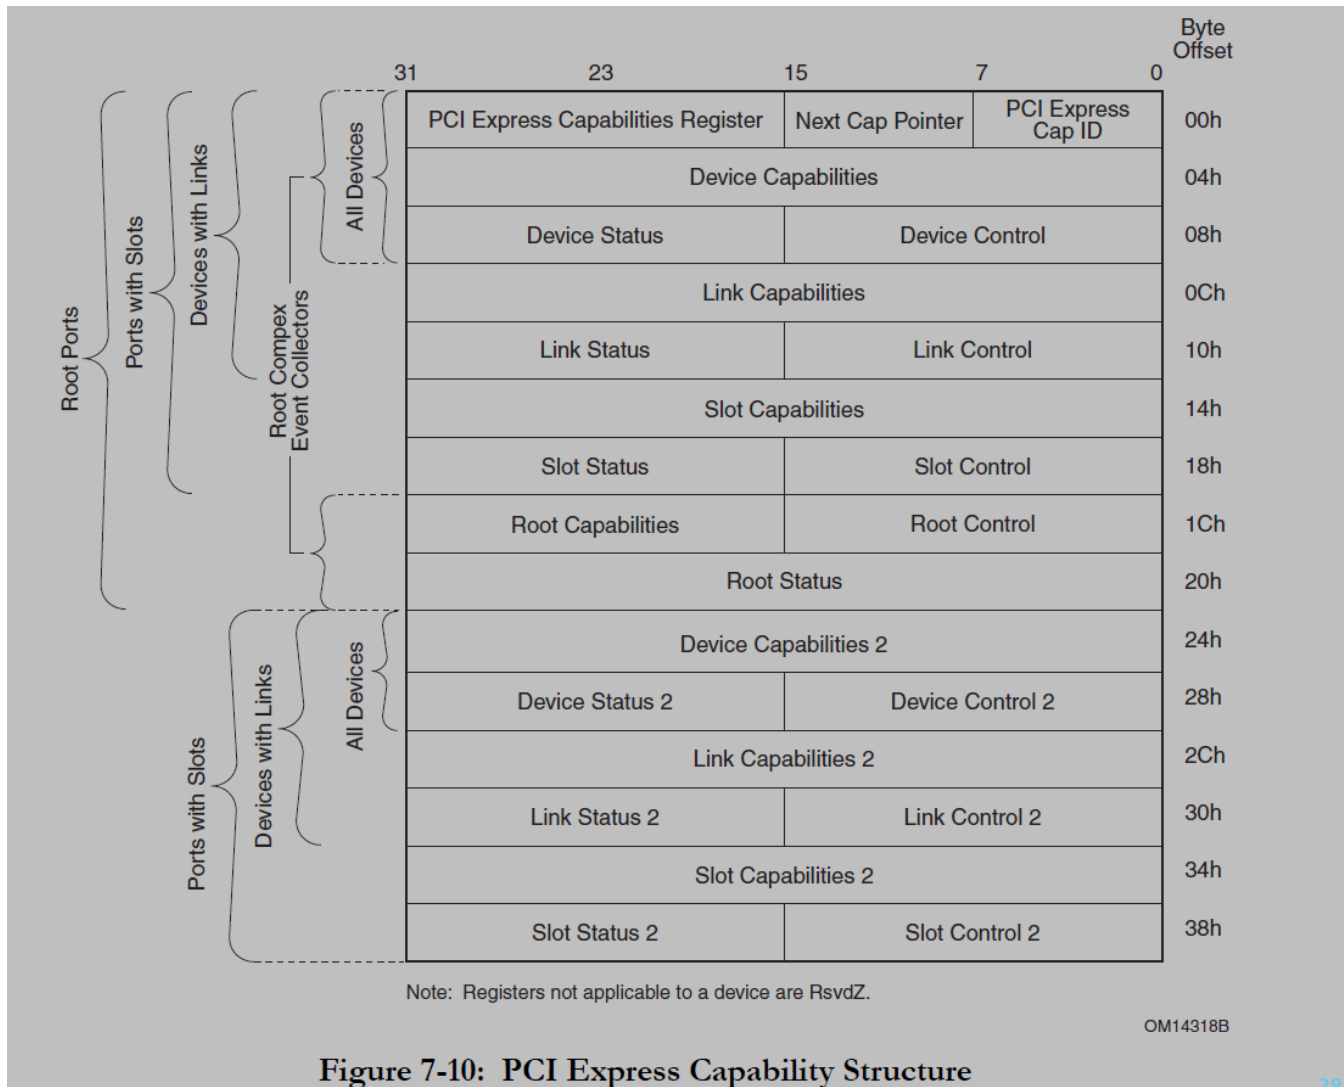 Byte
Offset
31 23 15 7 0
PCI Express Capabilities Register Next Cap Pointer PCI Express
Cap ID 00h
Device Capabilities 04h
Device Status Device Control 08h
Link Capabilities 0Ch
Link Status Link Control 10h
Slot Capabilities 14h
Slot Status Slot Control 18h
Root Capabilities Root Control 1Ch
Root Status 20h
Device Capabilities 2 24h
Device Status 2 Device Control 2 28h
Link Capabilities 2 2Ch
Link Status 2 Link Control 2 30h
Slot Capabilities 2 34h
Slot Status 2 Slot Control 2 38h
Root Ports
Ports with Slots
Devices with Links
Root Compex
Event Collectors
All Devices
Ports with Slots
Devices with Links
All Devices
Note: Registers not applicable to a device are RsvdZ.
OM14318B
Figure 7-10: PCI Express Capability Structure